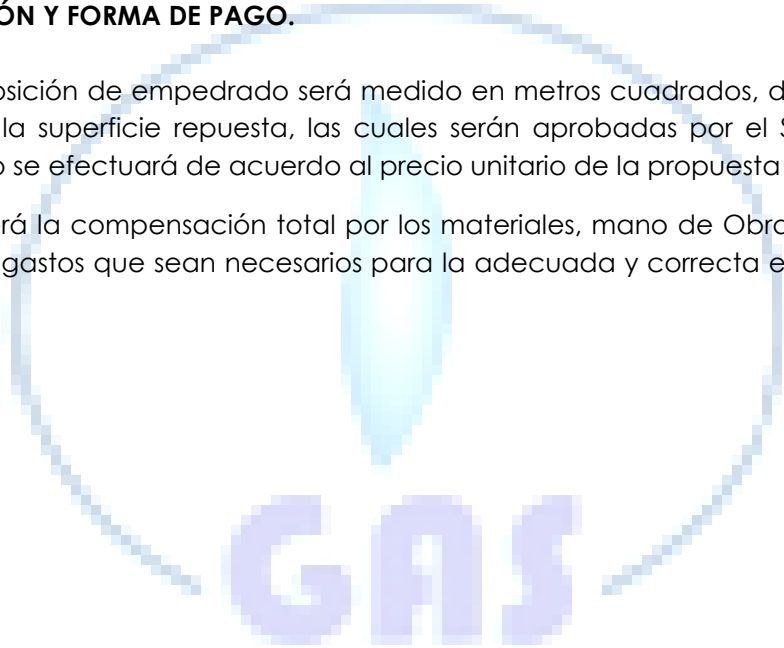 ÓN Y FORMA DE PAGO.
osición de empedrado será medido en metros cuadrados, d
la superficie repuesta, las cuales serán aprobadas por el S
o se efectuará de acuerdo al precio unitario de la propuesta
rá la compensación total por los materiales, mano de Obra
gastos que sean necesarios para la adecuada y correcta e
GAS